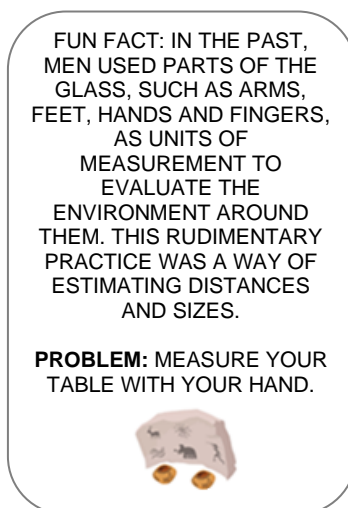 FUN FACT: IN THE PAST,
MEN USED PARTS OF THE
GLASS, SUCH AS ARMS,
FEET, HANDS AND FINGERS,
AS UNITS OF
MEASUREMENT TO
EVALUATE THE
ENVIRONMENT AROUND
THEM. THIS RUDIMENTARY
PRACTICE WAS A WAY OF
ESTIMATING DISTANCES
AND SIZES.
PROBLEM: MEASURE YOUR
TABLE WITH YOUR HAND.